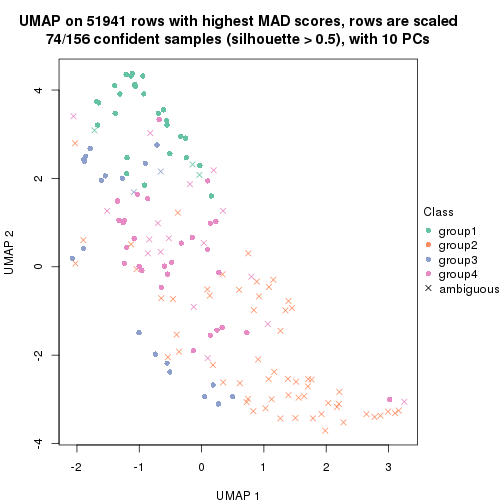 UMAP on 51941 rows with highest MAD scores, rows are scaled
74/156 confident samples (silhouette > 0.5), with 10 PCs
4
2
0
-2
-4
UMAP 2
-2
-1
0
1
2
3
UMAP 1
Class
group1
group2
group3
group4
ambiguous